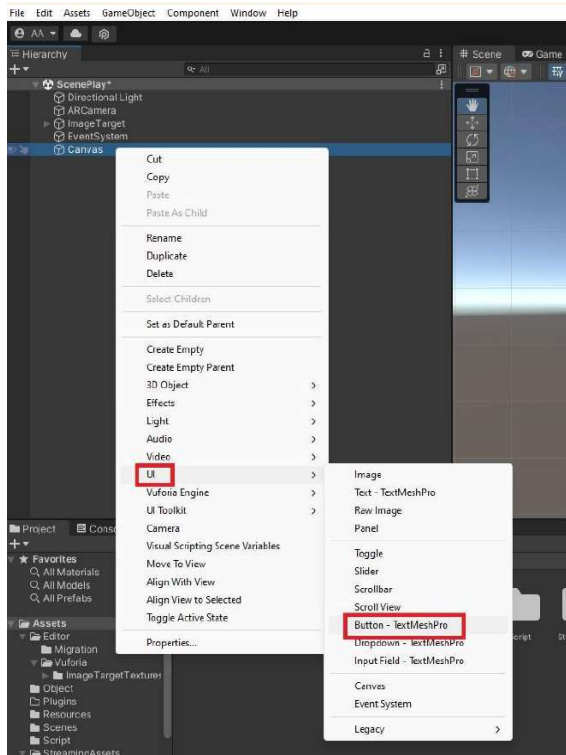 File Edit Assets GameObject Component Window Help
AA
Hierarchy
All
# Scene
Game
ScenePlay*
Directional Light
ARCamera
ImageTarget
EventSystem
Canvas
Cut
Copy
Paste
Paste As Child
Rename
Duplicate
Delete
Select Children
Set as Default Parent
Create Empty
Create Empty Parent
3D Object
Effects
Light
Audio
Video
UI
Vuforia Engine
UI Toolkit
Camera
Visual Scripting Scene Variables
Move To View
Align With View
Align View to Selected
Toggle Active State
Properties...
Image
Text - TextMeshPro
Raw Image
Panel
Toggle
Slider
Scrollbar
Scroll View
Button - TextMeshPro
Dropdown - TextMeshPro
Input Field - TextMeshPro
Canvas
Event System
Legacy
Project
Conso
Favorites
All Materials
All Models
All Prefabs
Assets
Editor
Migration
Vuforia
ImageTargetTextures
Object
Plugins
Resources
Scenes
Script
StreamingAssets